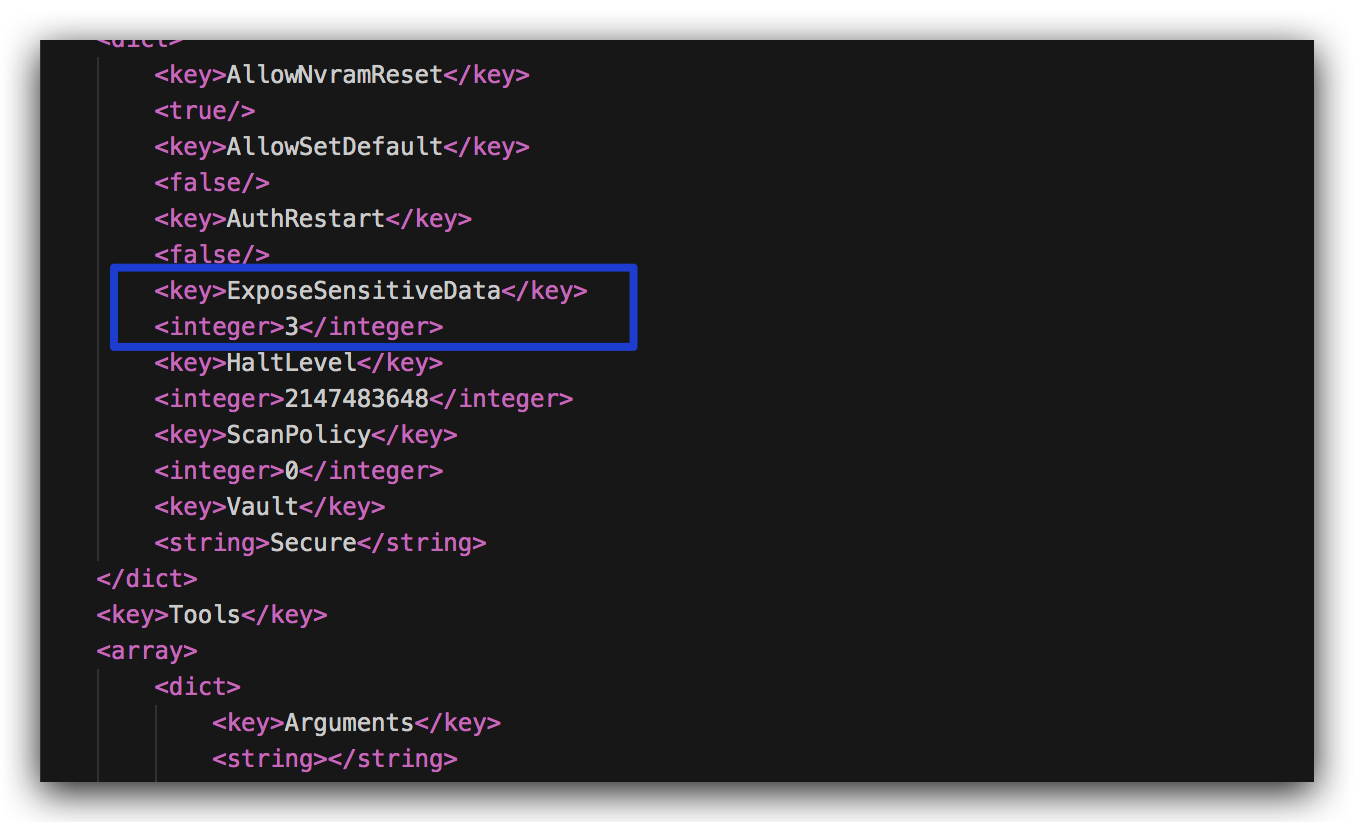 <dict>
<key>AllowNvramReset</key>
<true/>
<key>AllowSetDefault</key>
<false/>
<key>AuthRestart</key>
<false/>
<key>ExposeSensitiveData</key>
<integer>3</integer>
<key>HaltLevel</key>
<integer>2147483648</integer>
<key>ScanPolicy</key>
<integer>0</integer>
<key>Vault</key>
<string>Secure</string>
</dict>
<key>Tools</key>
<array>
<dict>
<key>Arguments</key>
<string></string>